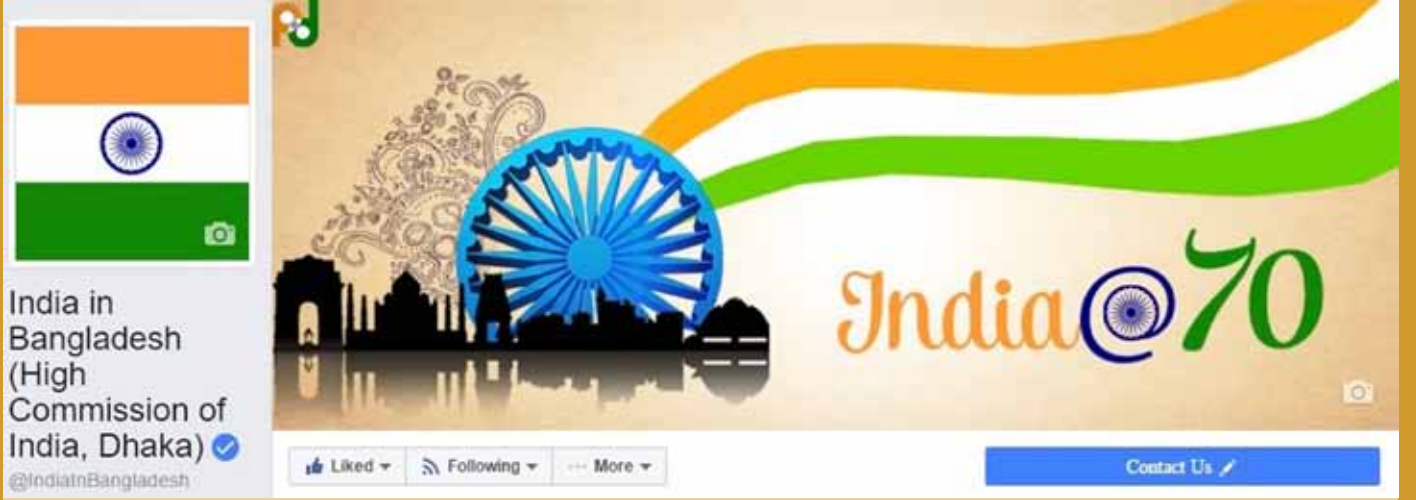 India@70
India in
Bangladesh
(High
Commission of
India, Dhaka)
@IndiaInBangladesh
Liked
Following
More
Contact Us